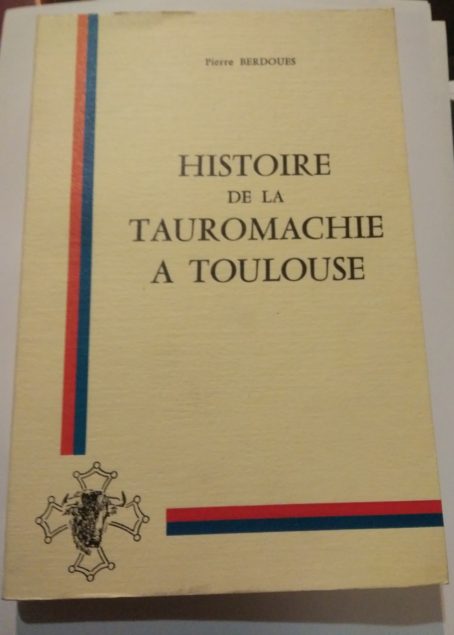 Pierre BERDOUES
HISTOIRE
DE LA
TAUROMACHIE
A TOULOUSE